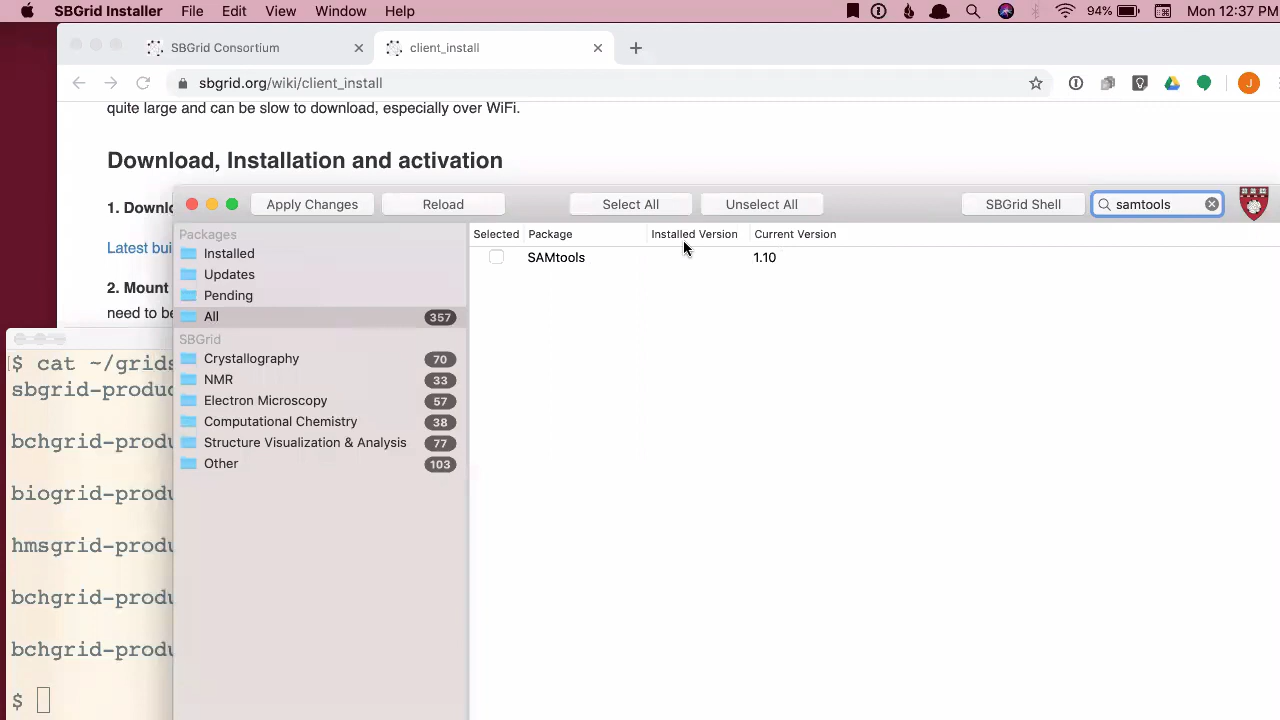 SBGrid Installer File Edit View Window Help 94% Mon 12:37 PM
SBGrid Consortium client_install
sbgrid.org/wiki/client_install J
quite large and can be slow to download, especially over WiFi.
Download, Installation and activation
1. Downlo
Latest bui
2. Mount
need to be
Apply Changes Reload Select All Unselect All SBGrid Shell samtools
Packages
Installed
Updates
Pending
All 357
SBGrid
Crystallography 70
NMR 33
Electron Microscopy 57
Computational Chemistry 38
Structure Visualization & Analysis 77
Other 103
Selected Package Installed Version Current Version
SAMtools 1.10
$ cat ~/grids
sbgrid-produc
bchgrid-produ
biogrid-produ
hmsgrid-produ
bchgrid-produ
bchgrid-produ
$